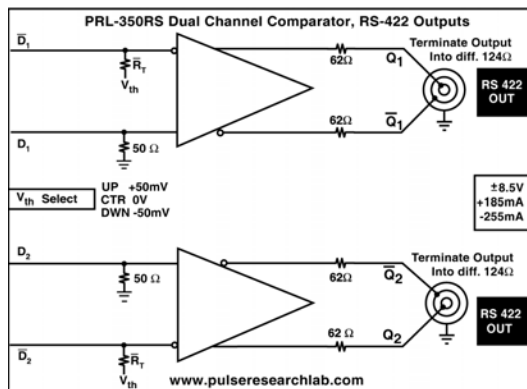 PRL-350RS Dual Channel Comparator, RS-422 Outputs
D̅1
R̅T
Vth
62Ω
Q1
Terminate Output
Into diff. 124Ω
RS 422
OUT
D1
50 Ω
62Ω
Q̅1
Vth Select
UP +50mV
CTR 0V
DWN -50mV
±8.5V
+185mA
-255mA
D2
50 Ω
62Ω
Q̅2
Terminate Output
Into diff. 124Ω
RS 422
OUT
D̅2
R̅T
Vth
62 Ω
Q2
www.pulseresearchlab.com